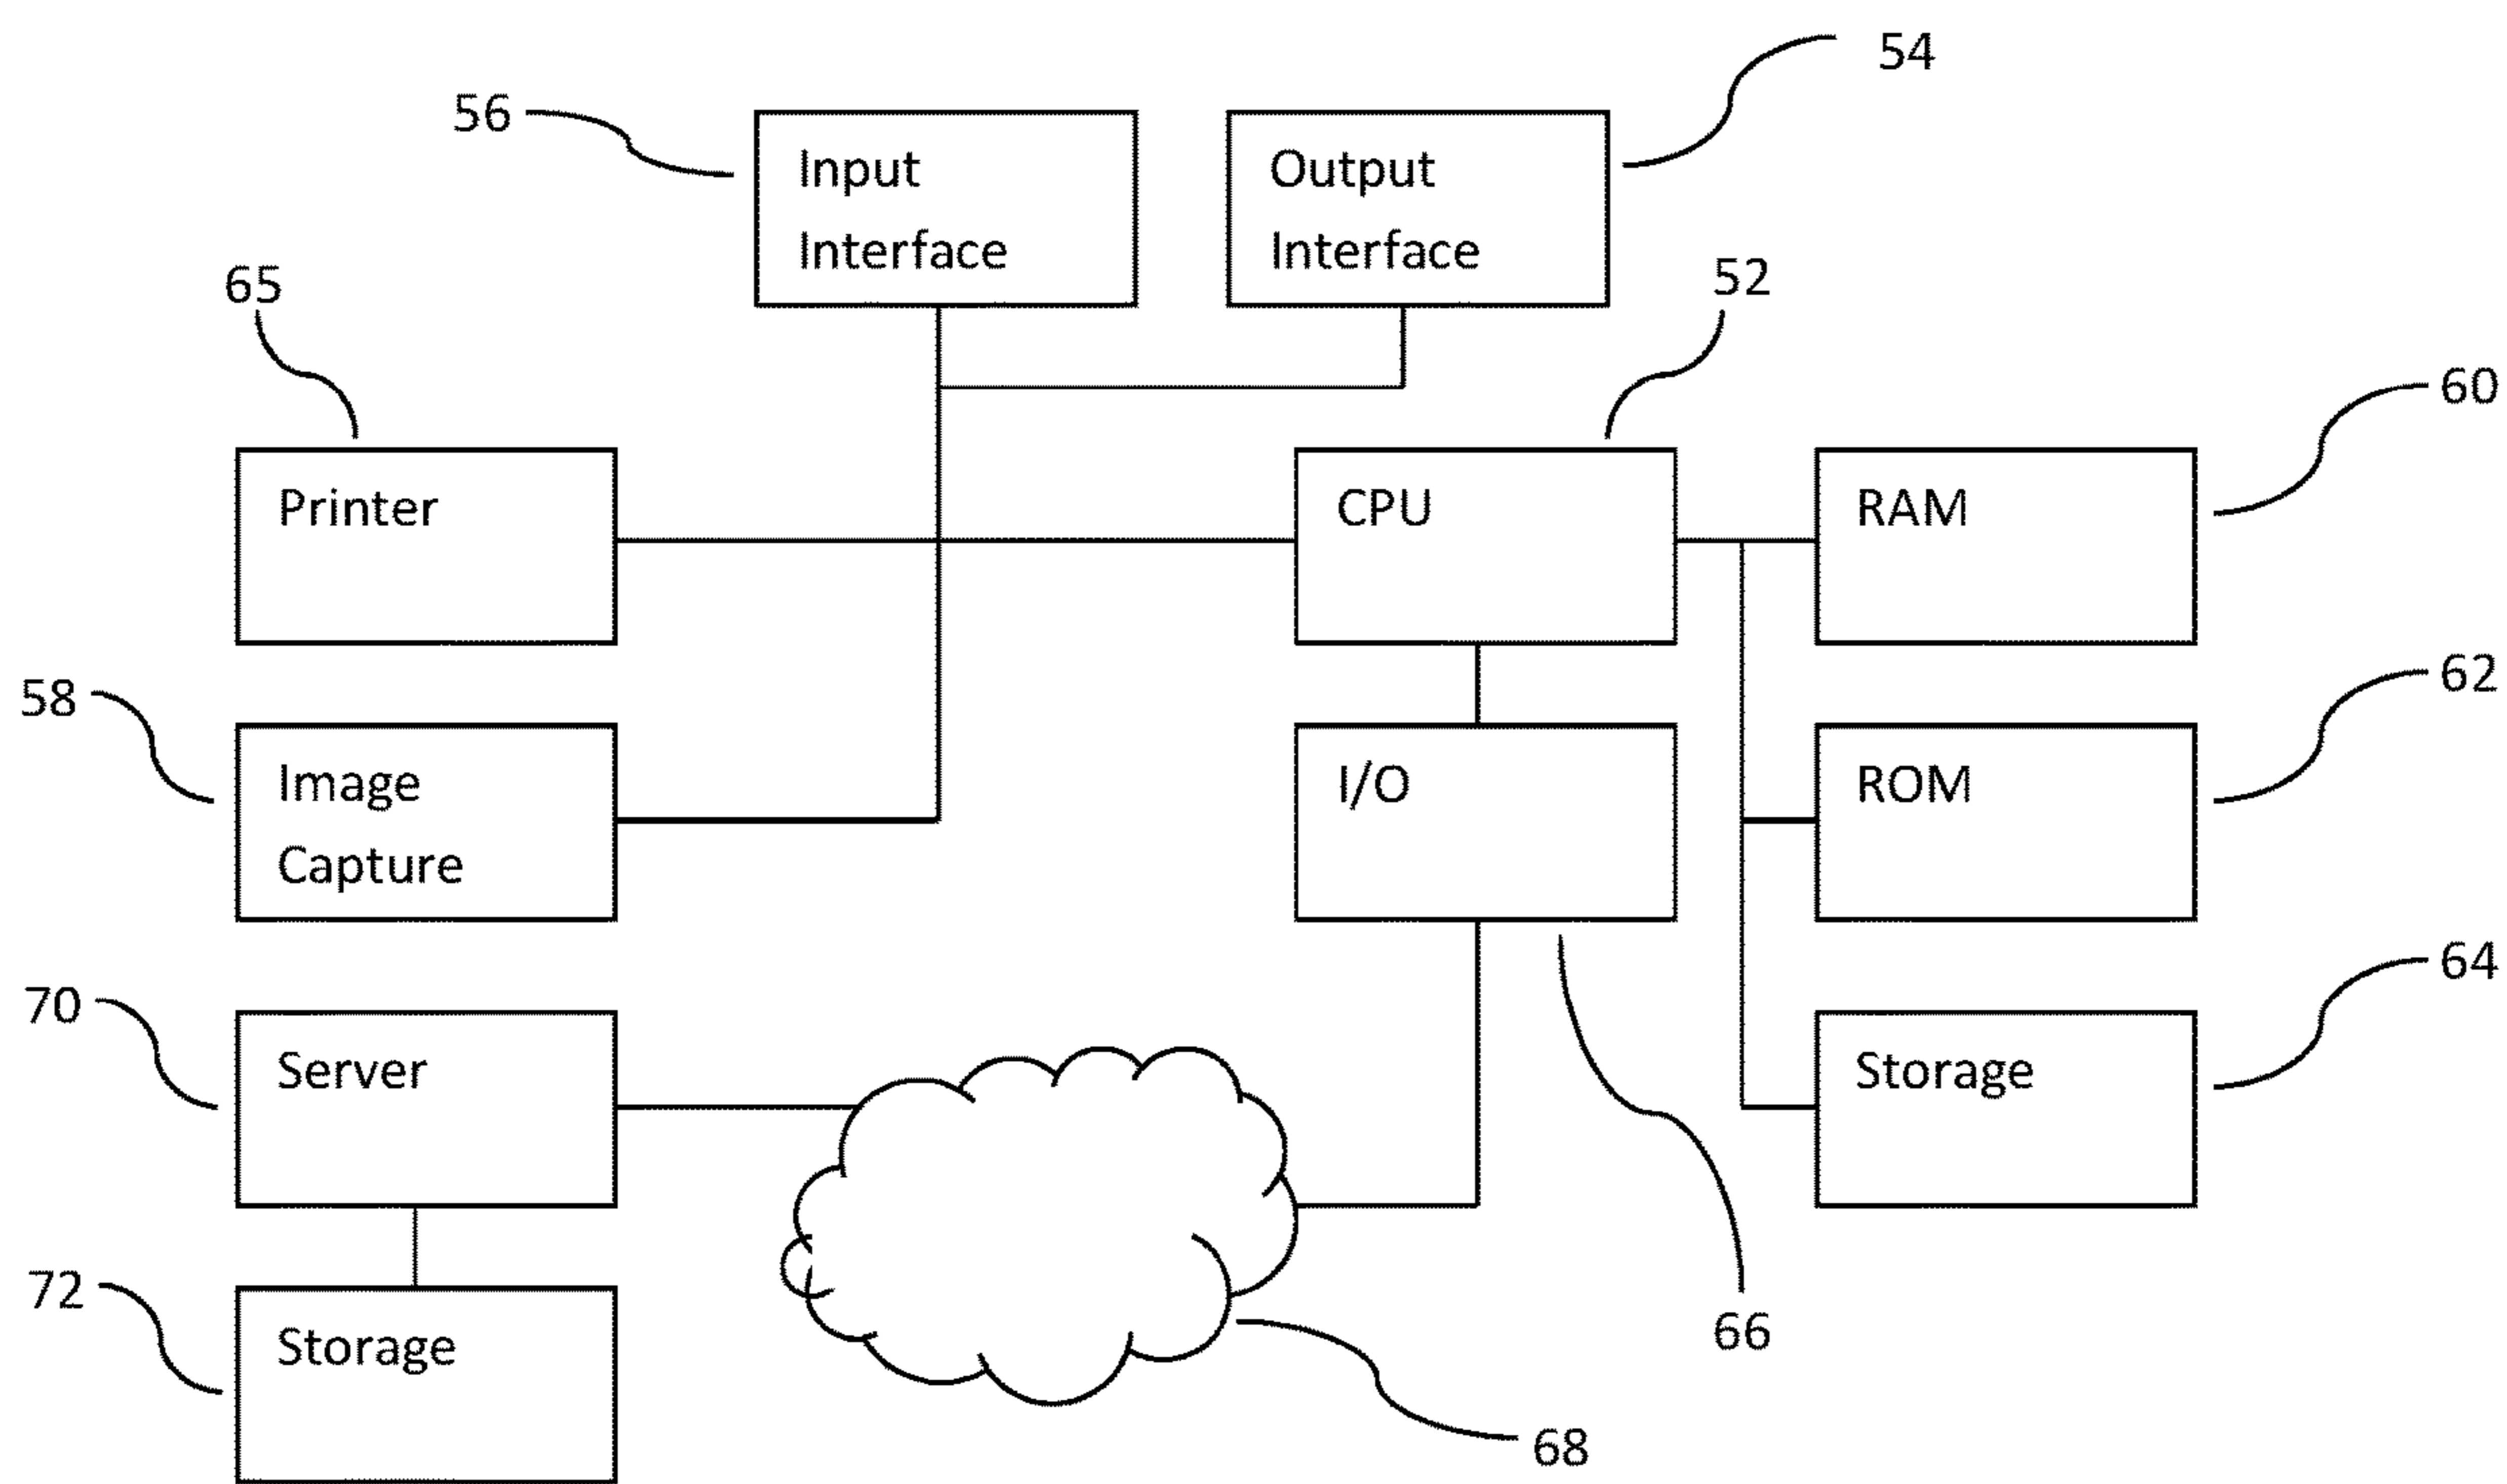 54
56
Input
Interface
Output
Interface
52
65
60
Printer
CPU
RAM
58
62
Image
Capture
I/O
ROM
64
70
Server
Storage
72
Storage
66
68